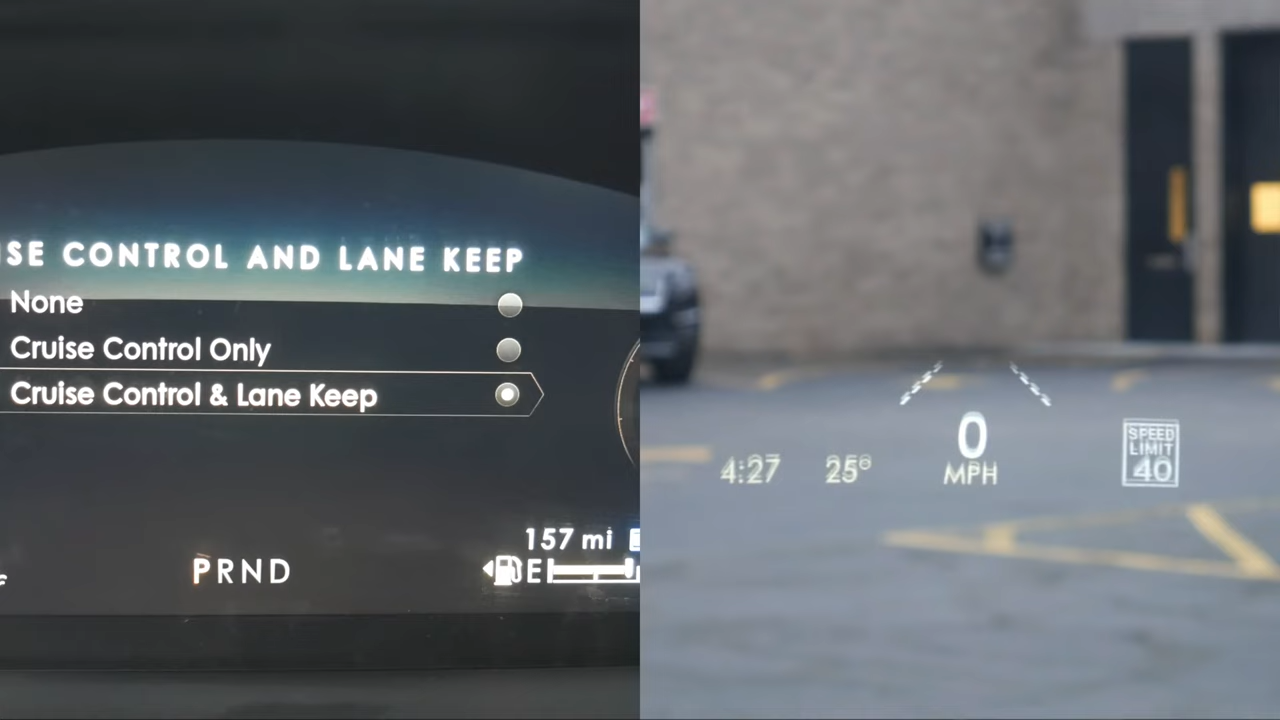 ISE CONTROL AND LANE KEEP
None
Cruise Control Only
Cruise Control & Lane Keep
157 mi
PRND
E
0
4:27 25° MPH
SPEED
LIMIT
40